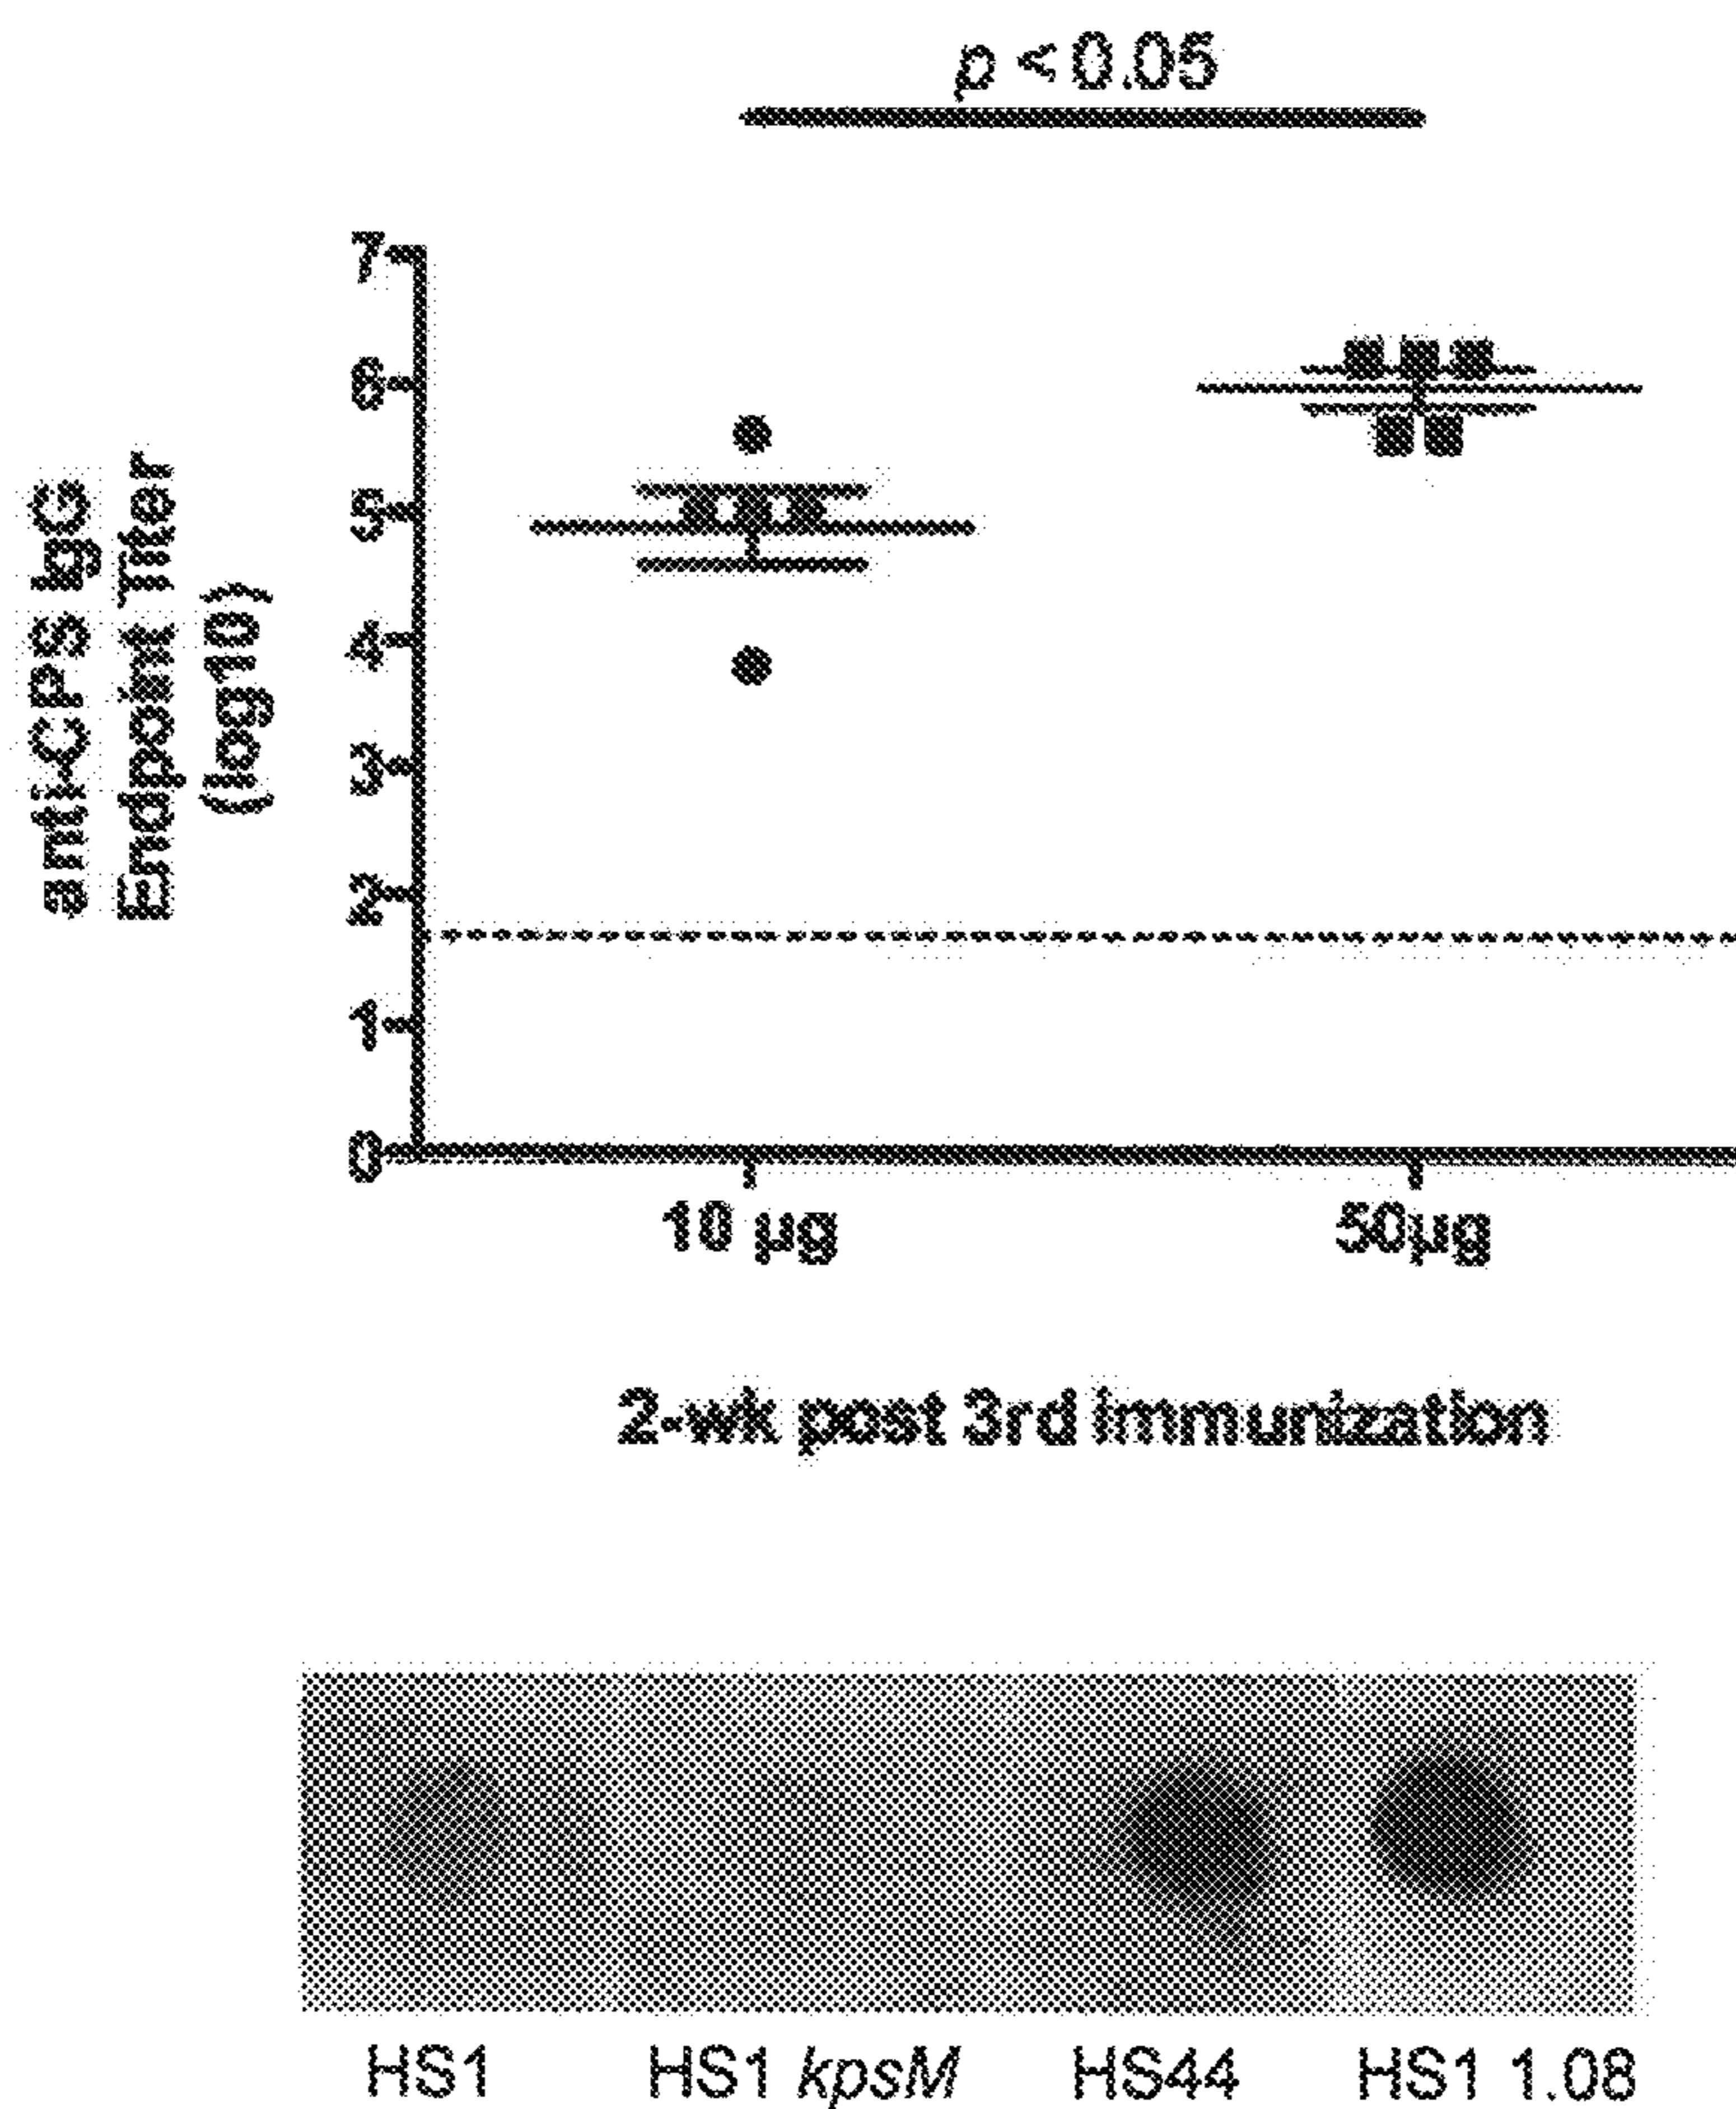 p < 0.05
anti-CPS IgG
Endpoint Titer
(log10)
7
6
5
4
3
2
1
0
10 µg
50µg
2-wk post 3rd immunization
HS1
HS1 kpsM
HS44
HS1 1.08